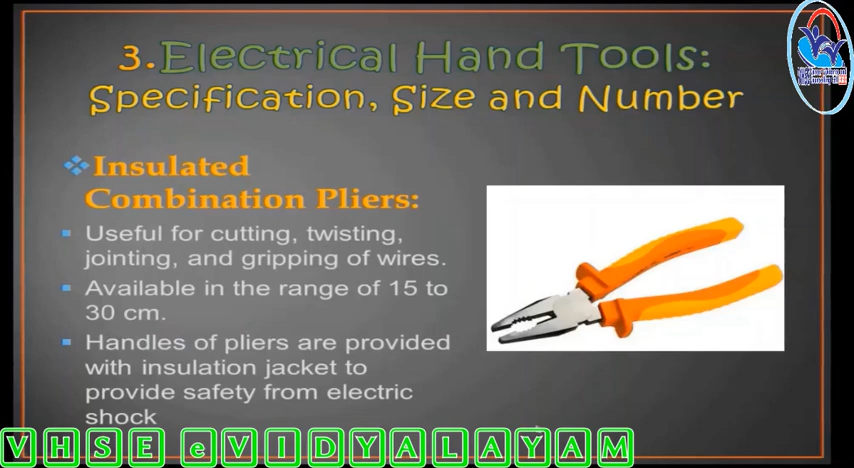 3.Electrical Hand Tools:
Specification, Size and Number
Insulated
Combination Pliers:
Useful for cutting, twisting,
jointing, and gripping of wires.
Available in the range of 15 to
30 cm.
Handles of pliers are provided
with insulation jacket to
provide safety from electric
shock
VHSE eVIDYALAYAM